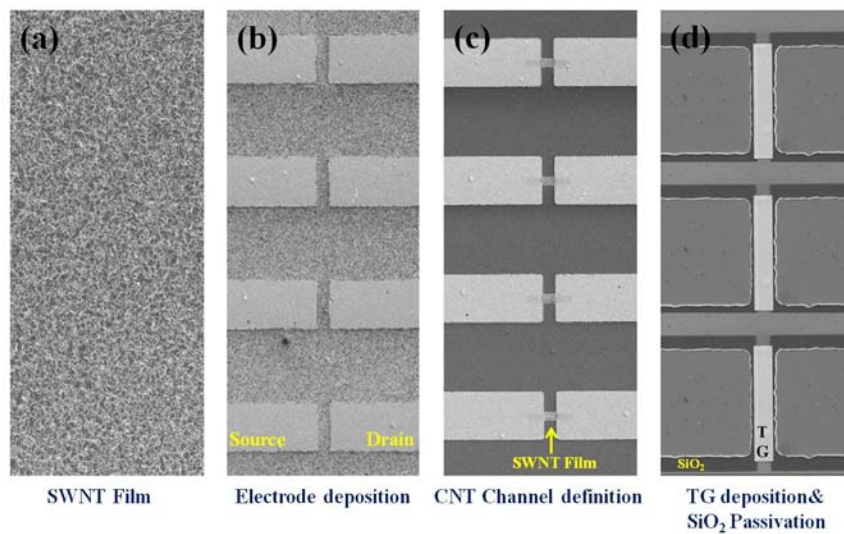 (a)
(b)
(c)
(d)
Source
Drain
SWNT Film
T
G
SiO₂
SWNT Film
Electrode deposition
CNT Channel definition
TG deposition&
SiO₂ Passivation